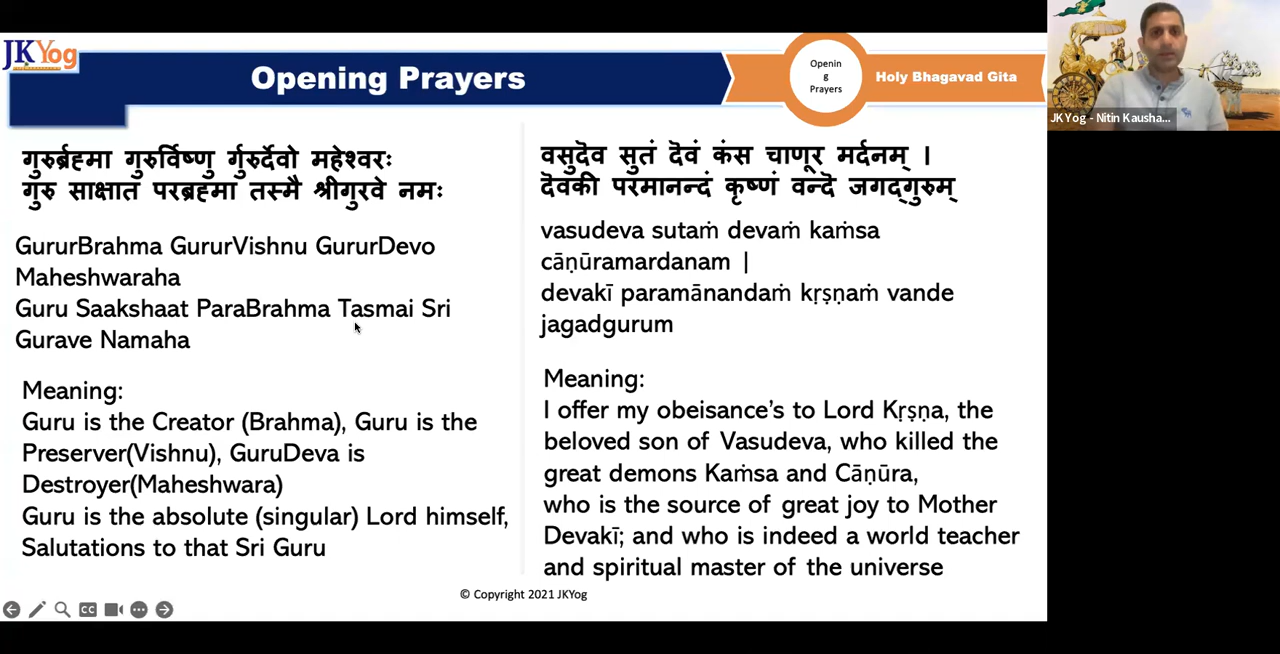 JKYog
Opening Prayers
Openin
g
Prayers
Holy Bhagavad Gita
JKYog - Nitin Kausha...
गुरुर्ब्रह्मा गुरुर्विष्णु र्गुरुर्देवो महेश्वरः
गुरु साक्षात परब्रह्मा तस्मै श्रीगुरवे नमः
GururBrahma GururVishnu GururDevo
Maheshwaraha
Guru Saakshaat ParaBrahma Tasmai Sri
Gurave Namaha
Meaning:
Guru is the Creator (Brahma), Guru is the
Preserver(Vishnu), GuruDeva is
Destroyer(Maheshwara)
Guru is the absolute (singular) Lord himself,
Salutations to that Sri Guru
वसुदॆव सुतं दॆवं कंस चाणूर मर्दनम् ।
दॆवकी परमानन्दं कृष्णं वन्दॆ जगद्गुरुम्
vasudeva sutaṁ devaṁ kaṁsa
cāṇūramardanam |
devakī paramānandaṁ kṛṣṇaṁ vande
jagadgurum
Meaning:
I offer my obeisance’s to Lord Kṛṣṇa, the
beloved son of Vasudeva, who killed the
great demons Kaṁsa and Cāṇūra,
who is the source of great joy to Mother
Devakī; and who is indeed a world teacher
and spiritual master of the universe
© Copyright 2021 JKYog
CC